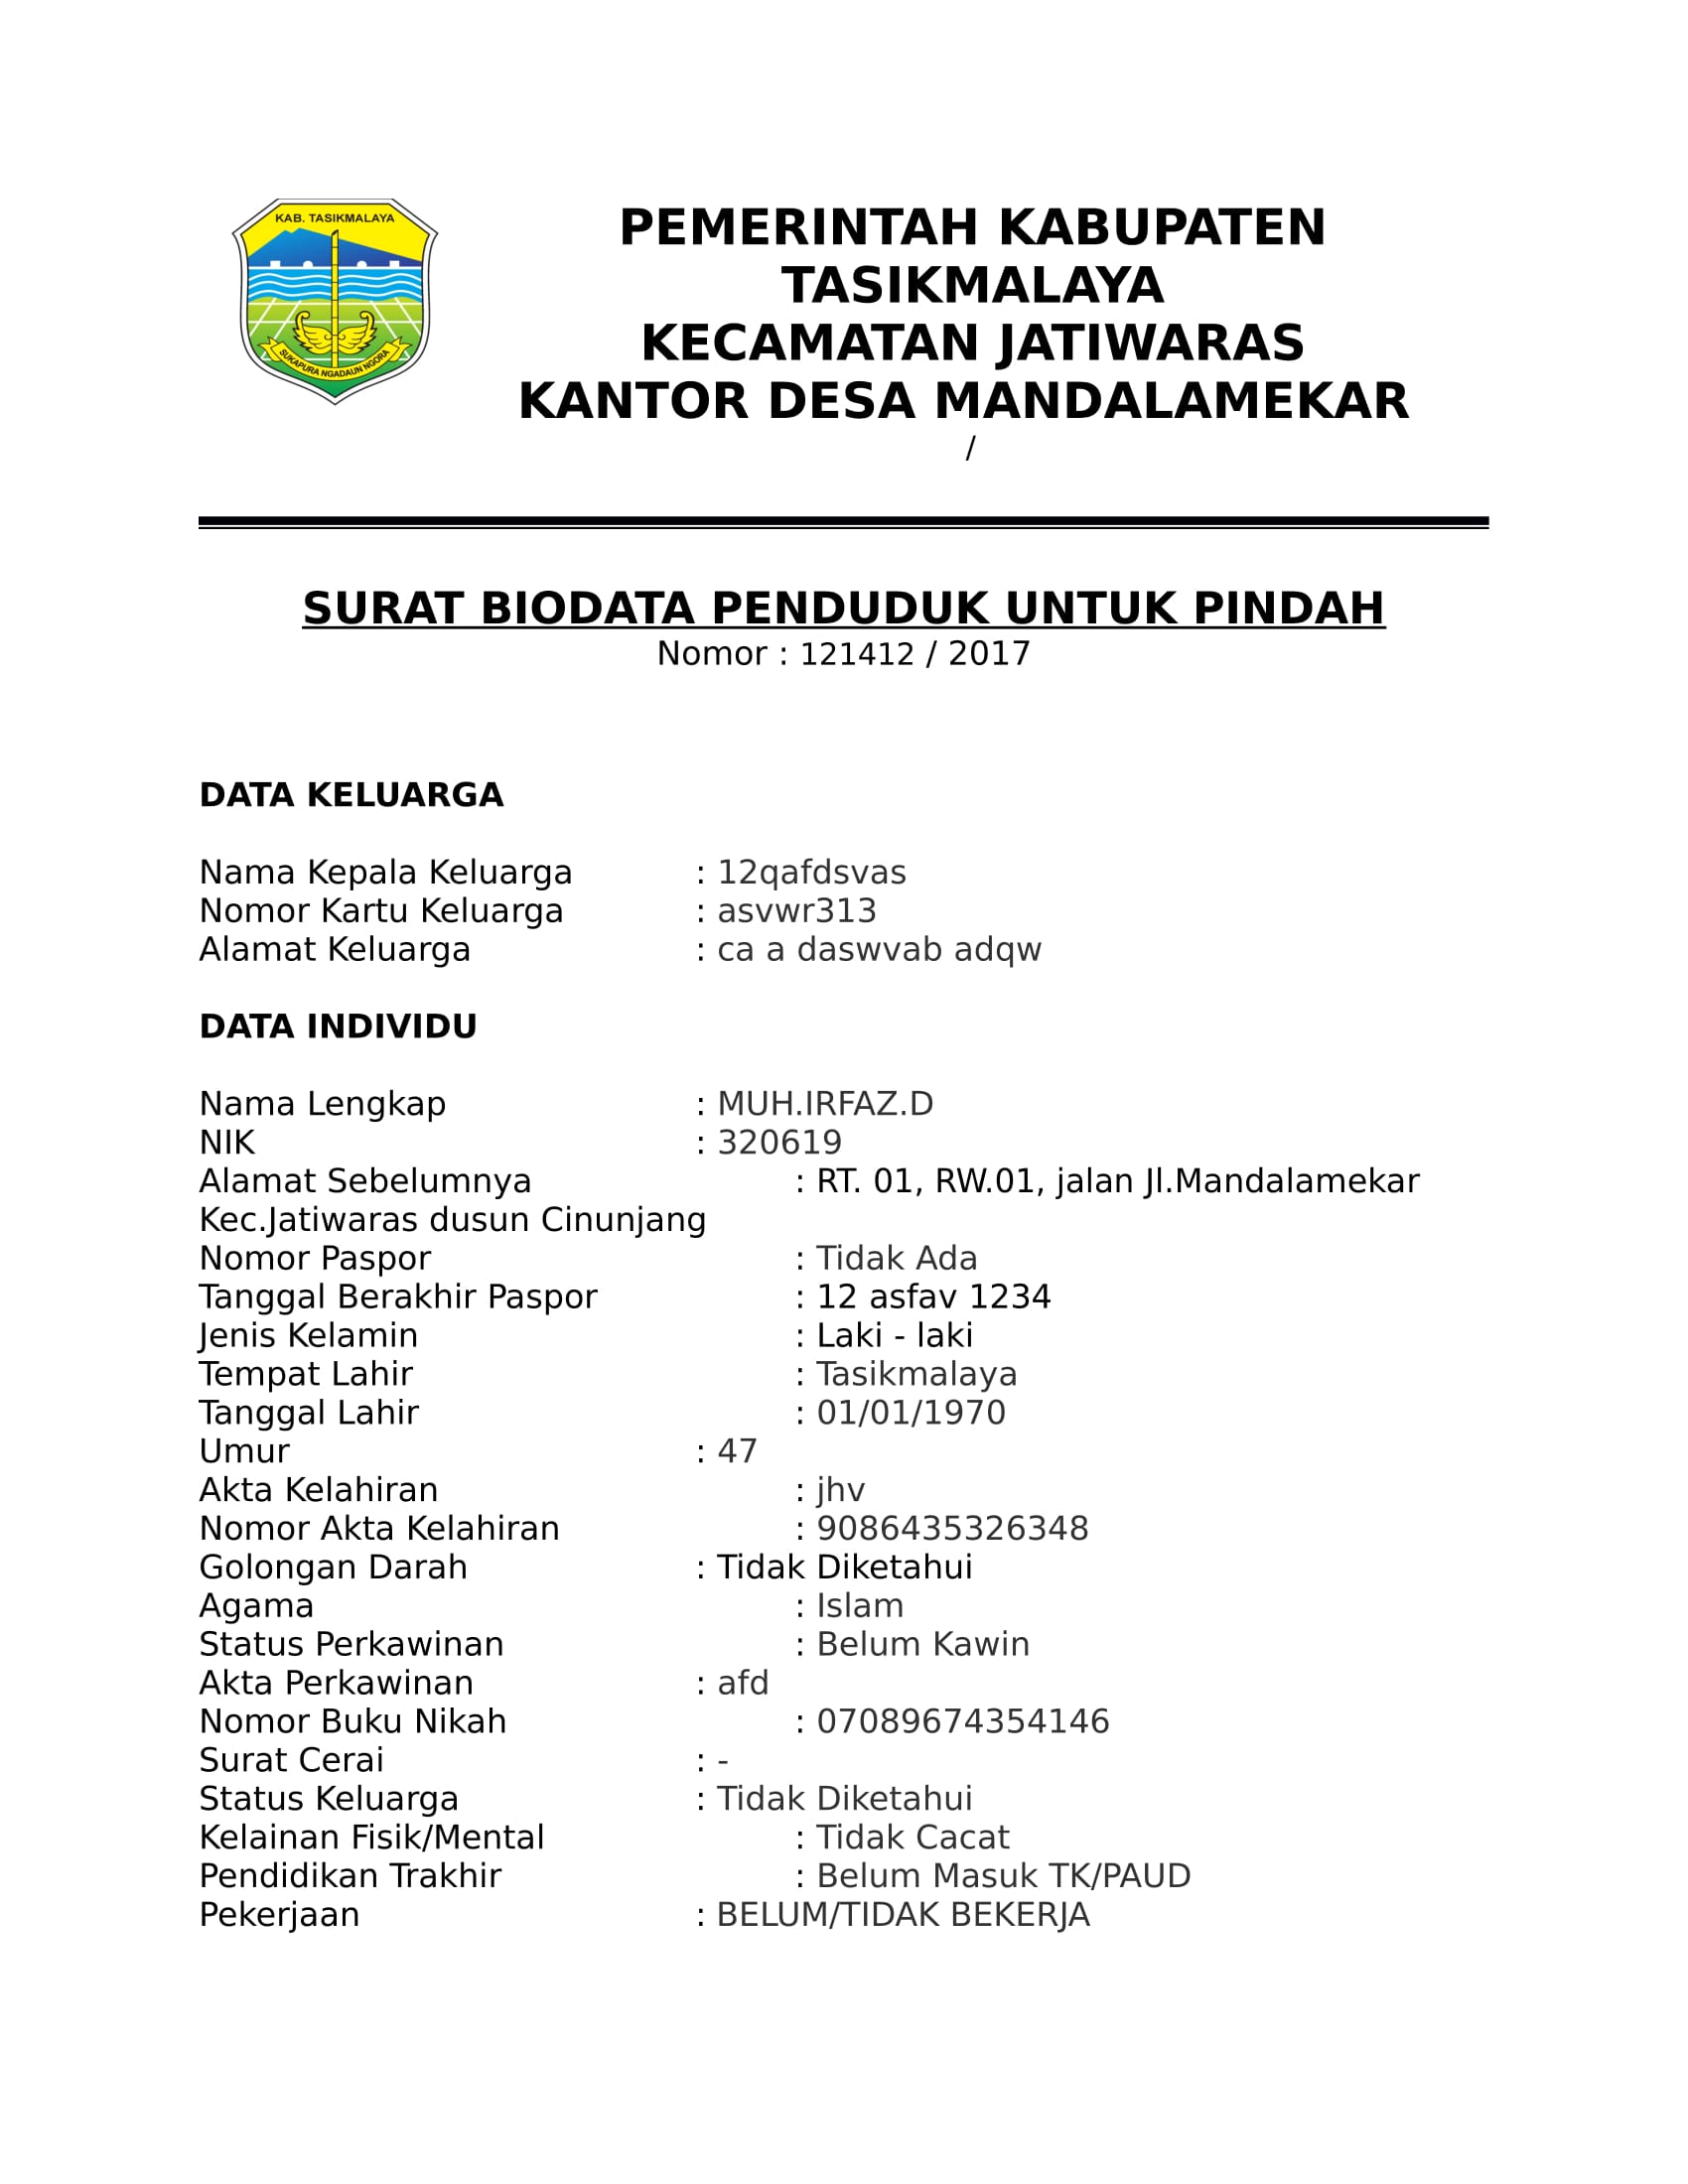 KAB. TASIKMALAYA
SUKAPURA NGADAUN NGORA
PEMERINTAH KABUPATEN
TASIKMALAYA
KECAMATAN JATIWARAS
KANTOR DESA MANDALAMEKAR
/
SURAT BIODATA PENDUDUK UNTUK PINDAH
Nomor : 121412 / 2017
DATA KELUARGA
Nama Kepala Keluarga : 12qafdsvas
Nomor Kartu Keluarga : asvwr313
Alamat Keluarga : ca a daswvab adqw
DATA INDIVIDU
Nama Lengkap : MUH.IRFAZ.D
NIK : 320619
Alamat Sebelumnya : RT. 01, RW.01, jalan Jl.Mandalamekar
Kec.Jatiwaras dusun Cinunjang
Nomor Paspor : Tidak Ada
Tanggal Berakhir Paspor : 12 asfav 1234
Jenis Kelamin : Laki - laki
Tempat Lahir : Tasikmalaya
Tanggal Lahir : 01/01/1970
Umur : 47
Akta Kelahiran : jhv
Nomor Akta Kelahiran : 9086435326348
Golongan Darah : Tidak Diketahui
Agama : Islam
Status Perkawinan : Belum Kawin
Akta Perkawinan : afd
Nomor Buku Nikah : 07089674354146
Surat Cerai : -
Status Keluarga : Tidak Diketahui
Kelainan Fisik/Mental : Tidak Cacat
Pendidikan Trakhir : Belum Masuk TK/PAUD
Pekerjaan : BELUM/TIDAK BEKERJA